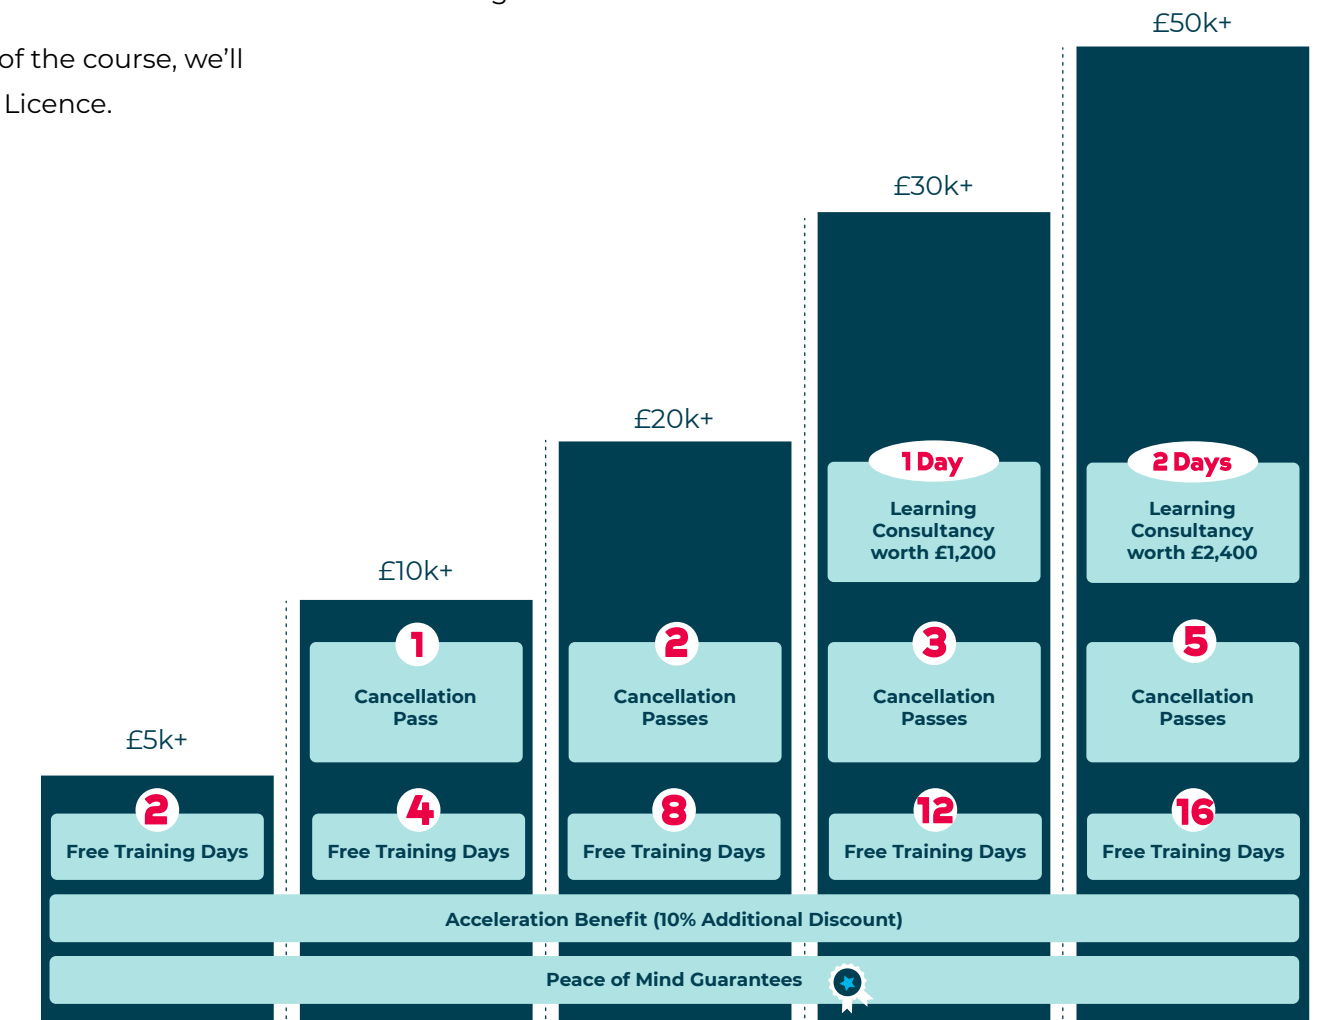 of the course, we’ll
Licence.
£50k+
£30k+
£20k+
£10k+
£5k+
1 Day
Learning
Consultancy
worth £1,200
2 Days
Learning
Consultancy
worth £2,400
1
Cancellation
Pass
2
Cancellation
Passes
3
Cancellation
Passes
5
Cancellation
Passes
2
Free Training Days
4
Free Training Days
8
Free Training Days
12
Free Training Days
16
Free Training Days
Acceleration Benefit (10% Additional Discount)
Peace of Mind Guarantees